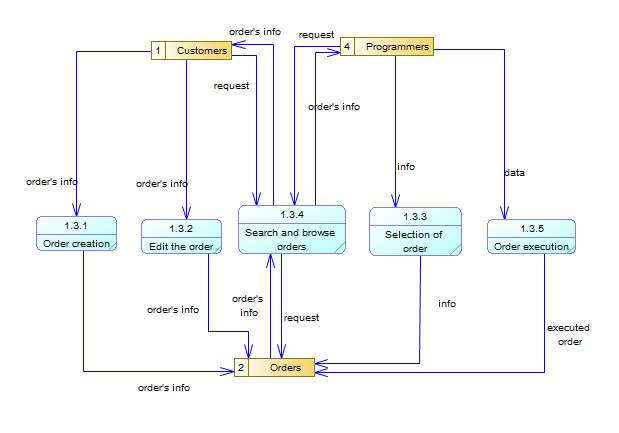 order's info
request
1 Customers
4 Programmers
request
order's info
order's info
order's info
info
data
1.3.1
Order creation
1.3.2
Edit the order
1.3.4
Search and browse
orders
1.3.3
Selection of
order
1.3.5
Order execution
order's info
order's
info
request
info
executed
order
2 Orders
order's info